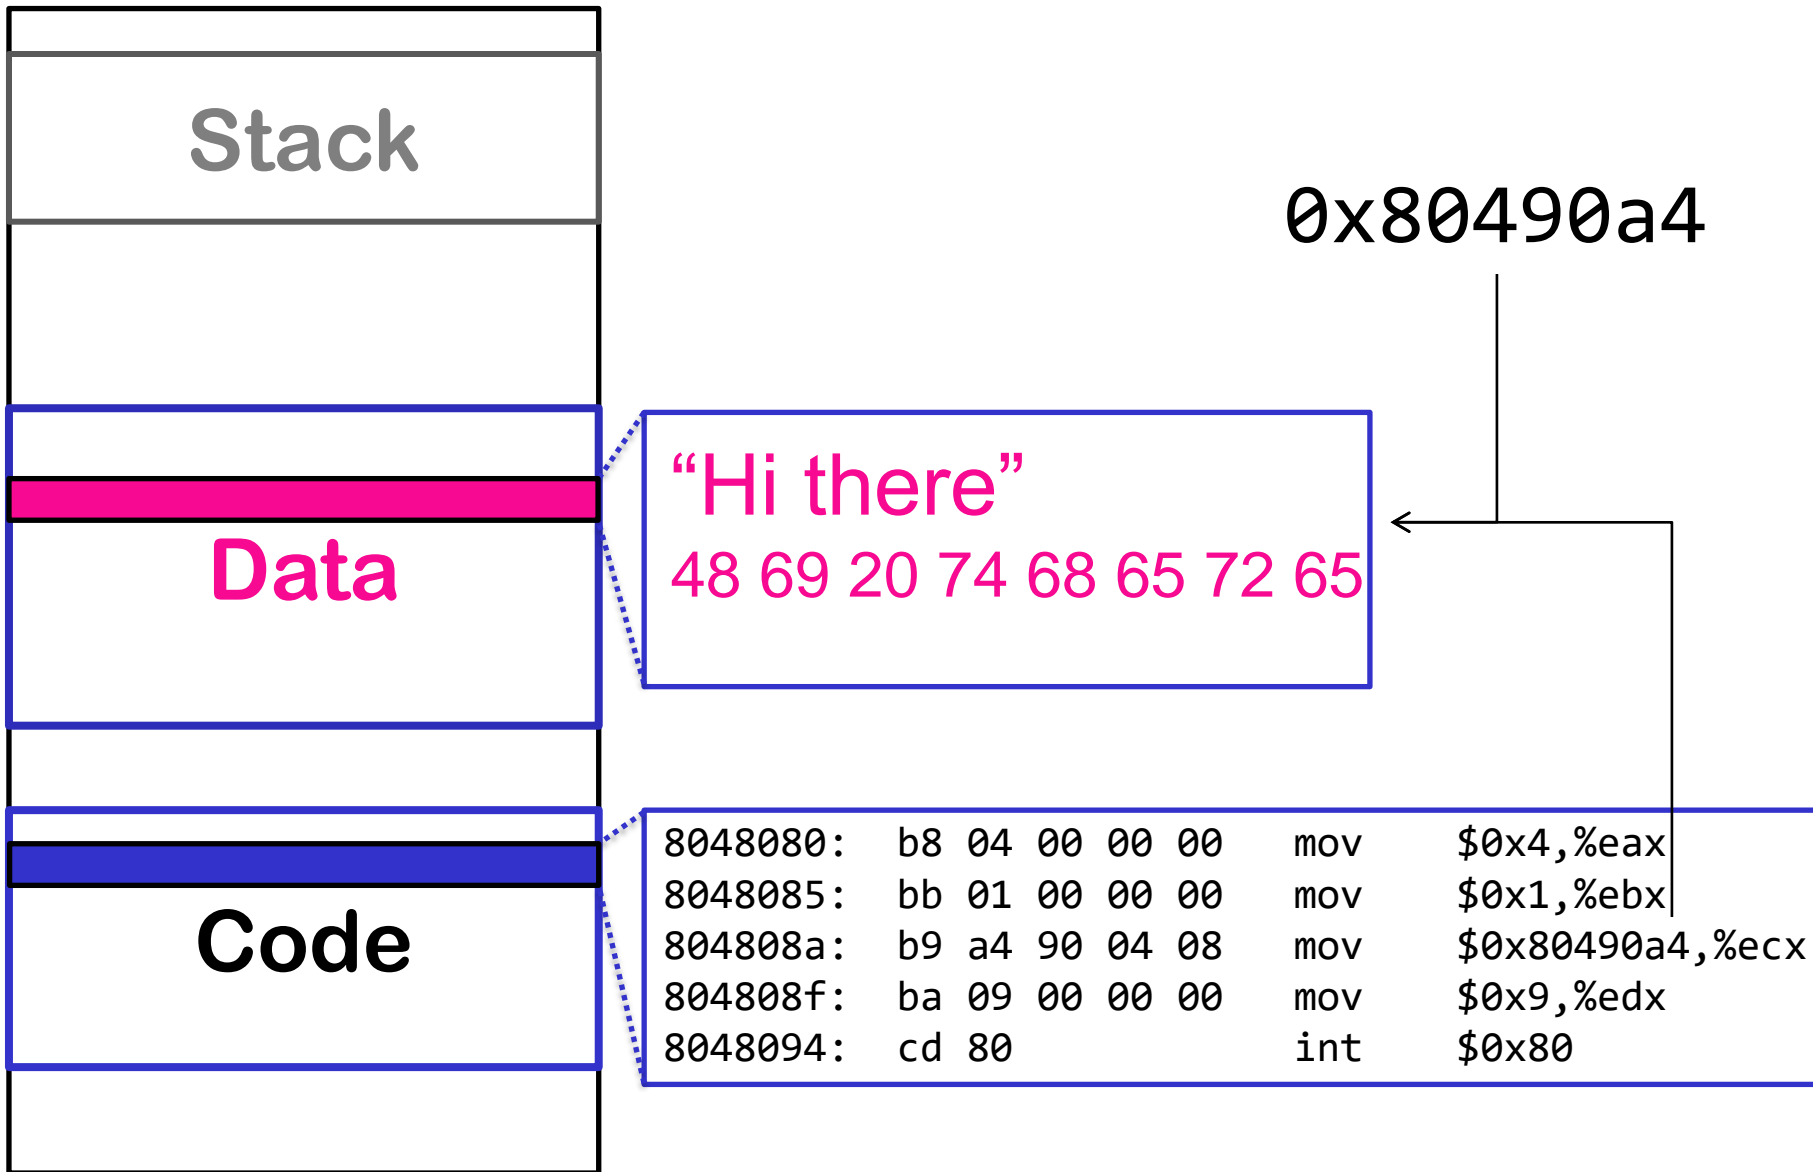 Stack
0x80490a4
“Hi there”
48 69 20 74 68 65 72 65
Data
8048080: b8 04 00 00 00 mov $0x4,%eax
8048085: bb 01 00 00 00 mov $0x1,%ebx
804808a: b9 a4 90 04 08 mov $0x80490a4,%ecx
804808f: ba 09 00 00 00 mov $0x9,%edx
8048094: cd 80 int $0x80
Code